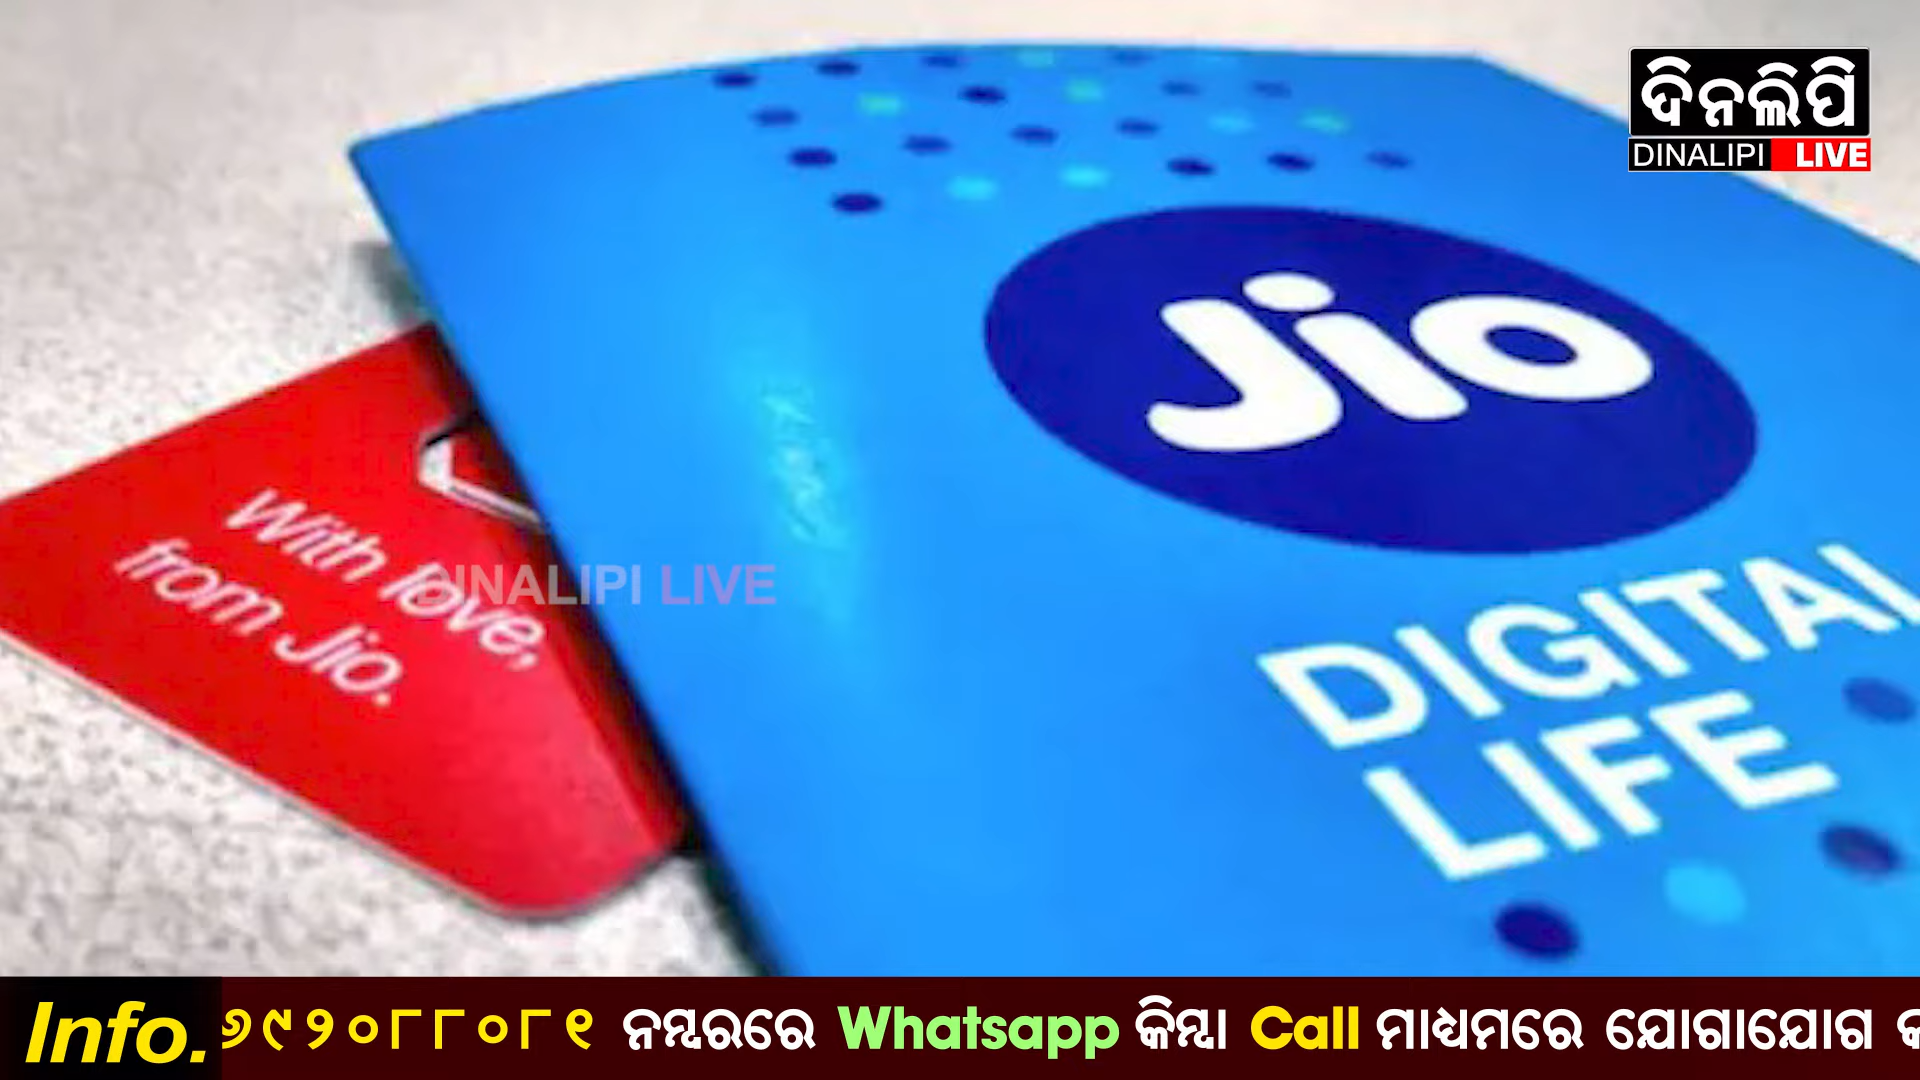 ଦିନଲିପି
DINALIPI LIVE
Jio
DIGITAL
LIFE
With love,
from Jio.
DINALIPI LIVE
Info. ୬୯୨୦୮୮୦୮୧ ନମ୍ବରରେ Whatsapp କିମ୍ବା Call ମାଧ୍ୟମରେ ଯୋଗାଯୋଗ